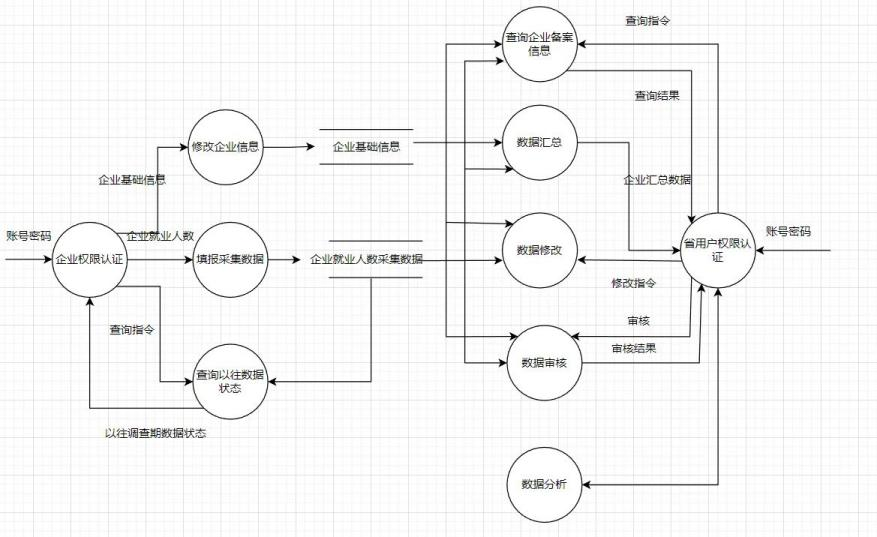 查询指令
查询企业备案
信息
查询结果
修改企业信息
企业基础信息
数据汇总
企业基础信息
企业汇总数据
账号密码
企业就业人数
账号密码
企业权限认证
填报采集数据
企业就业人数采集数据
数据修改
省用户权限认
证
修改指令
查询指令
审核
审核结果
数据审核
查询以往数据
状态
以往调查期数据状态
数据分析